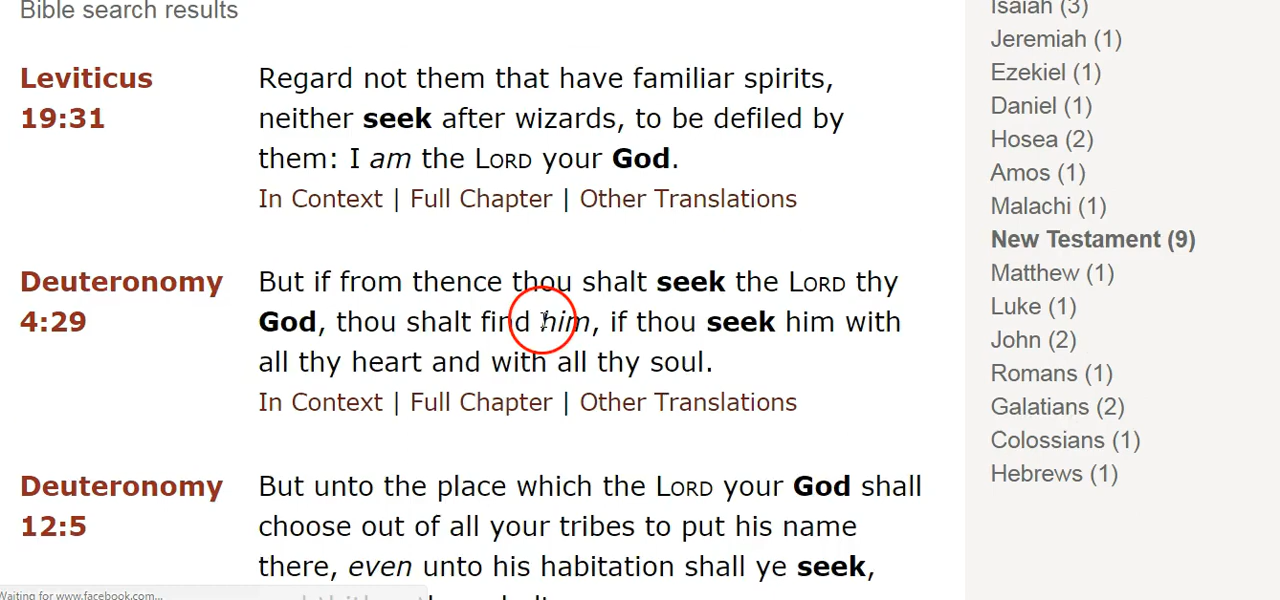 Bible search results
Leviticus
19:31
Regard not them that have familiar spirits,
neither seek after wizards, to be defiled by
them: I am the LORD your God.
In Context | Full Chapter | Other Translations
Deuteronomy
4:29
But if from thence thou shalt seek the LORD thy
God, thou shalt find him, if thou seek him with
all thy heart and with all thy soul.
In Context | Full Chapter | Other Translations
Deuteronomy
12:5
But unto the place which the LORD your God shall
choose out of all your tribes to put his name
there, even unto his habitation shall ye seek,
Waiting for www.facebook.com...
Isaiah (3)
Jeremiah (1)
Ezekiel (1)
Daniel (1)
Hosea (2)
Amos (1)
Malachi (1)
New Testament (9)
Matthew (1)
Luke (1)
John (2)
Romans (1)
Galatians (2)
Colossians (1)
Hebrews (1)